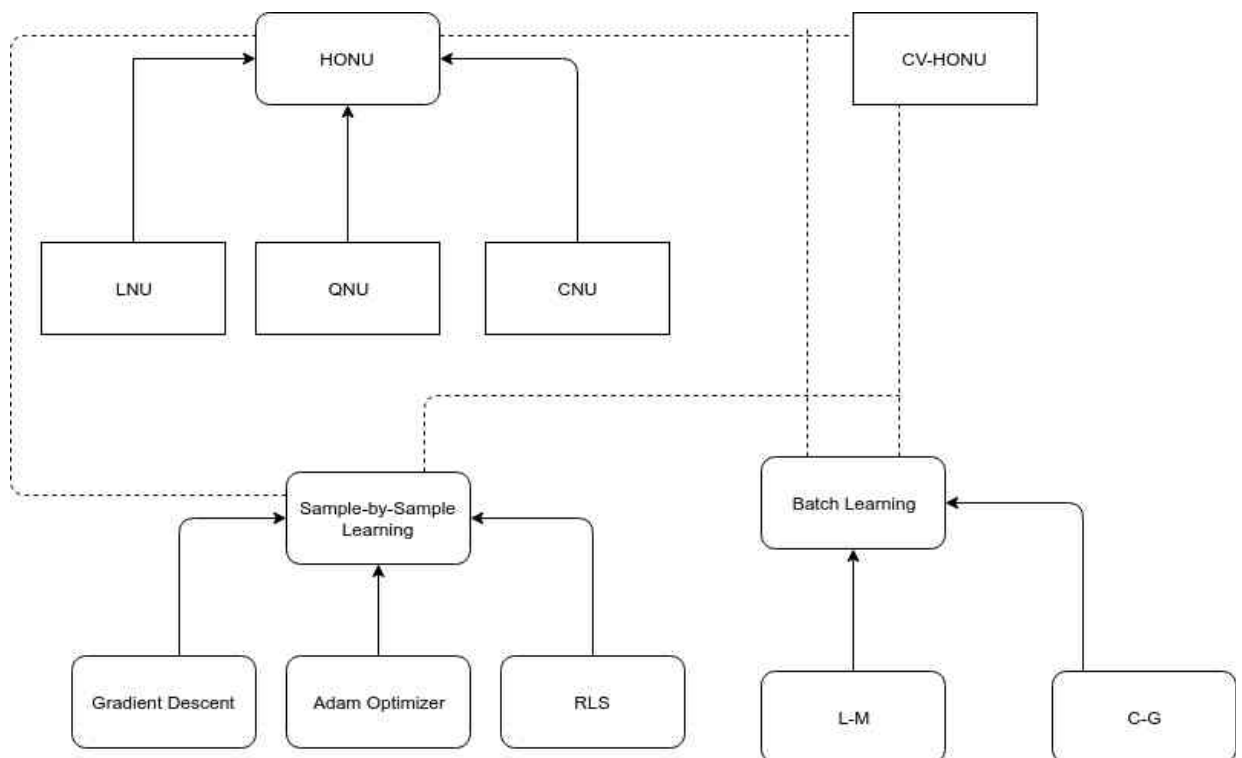 HONU
CV-HONU
LNU
QNU
CNU
Sample-by-Sample
Learning
Batch Learning
Gradient Descent
Adam Optimizer
RLS
L-M
C-G